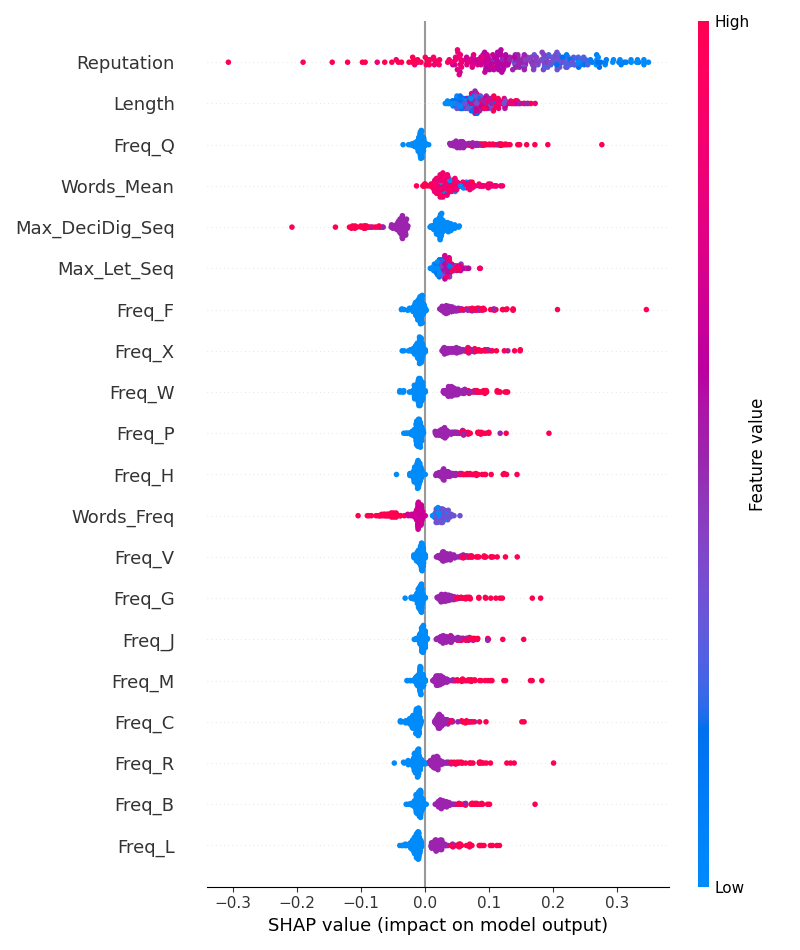 High
Reputation
Length
Freq_Q
Words_Mean
Max_DeciDig_Seq
Max_Let_Seq
Freq_F
Freq_X
Freq_W
Freq_P
Freq_H
Words_Freq
Freq_V
Freq_G
Freq_J
Freq_M
Freq_C
Freq_R
Freq_B
Freq_L
Feature value
Low
−0.3 −0.2 −0.1 0.0 0.1 0.2 0.3
SHAP value (impact on model output)